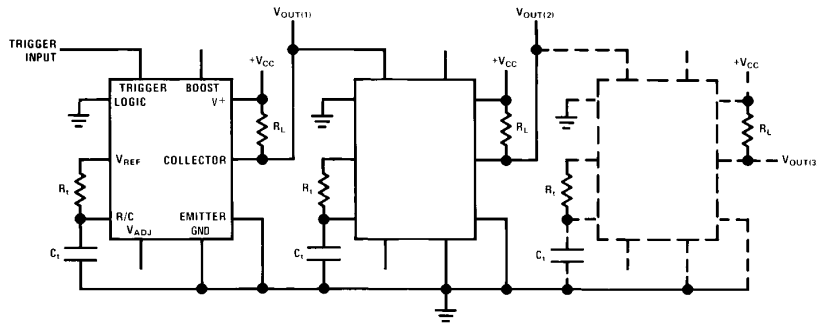 VOUT(1)
VOUT(2)
TRIGGER
INPUT
+VCC
+VCC
+VCC
TRIGGER
BOOST
LOGIC
V+
RL
RL
RL
VREF
COLLECTOR
VOUT(3
Rt
Rt
Rt
R/C
EMITTER
VADJ
GND
Ct
Ct
Ct